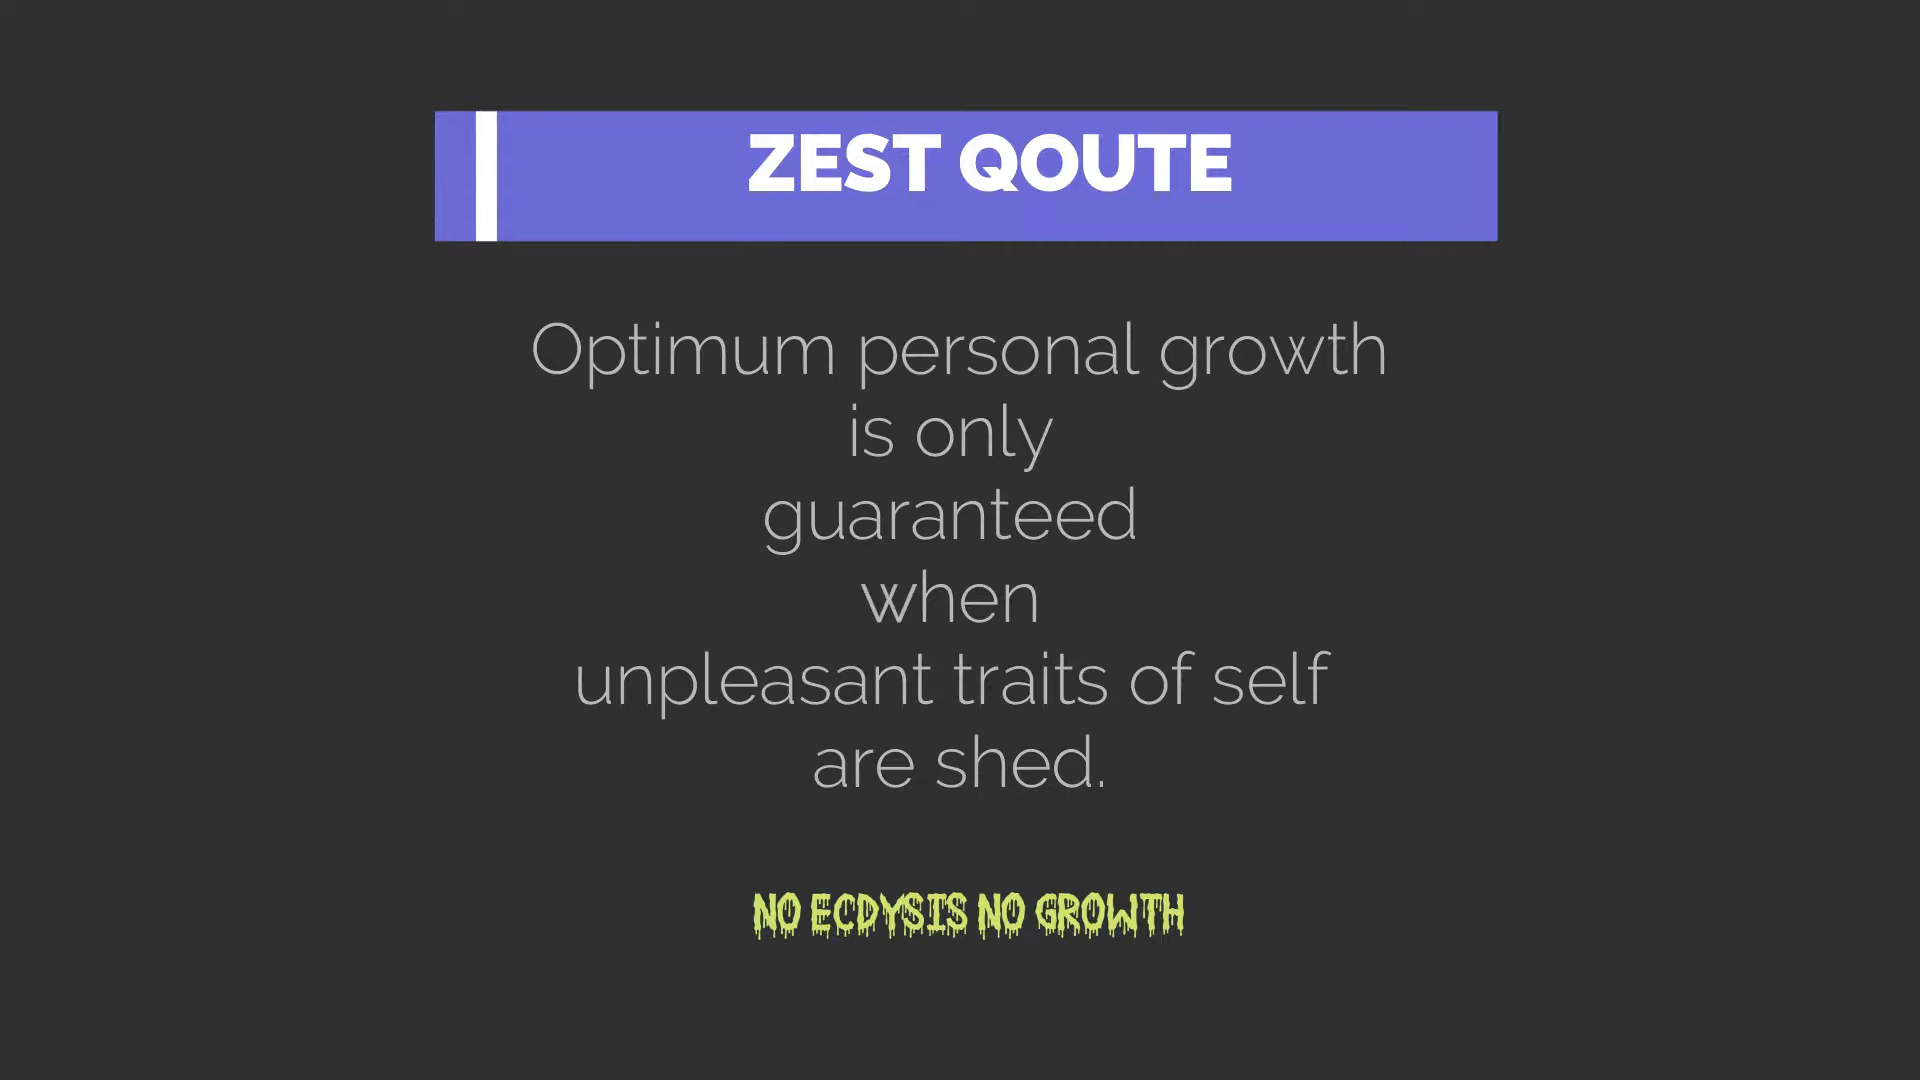 ZEST QOUTE
Optimum personal growth
is only
guaranteed
when
unpleasant traits of self
are shed.
NO ECDYSIS NO GROWTH